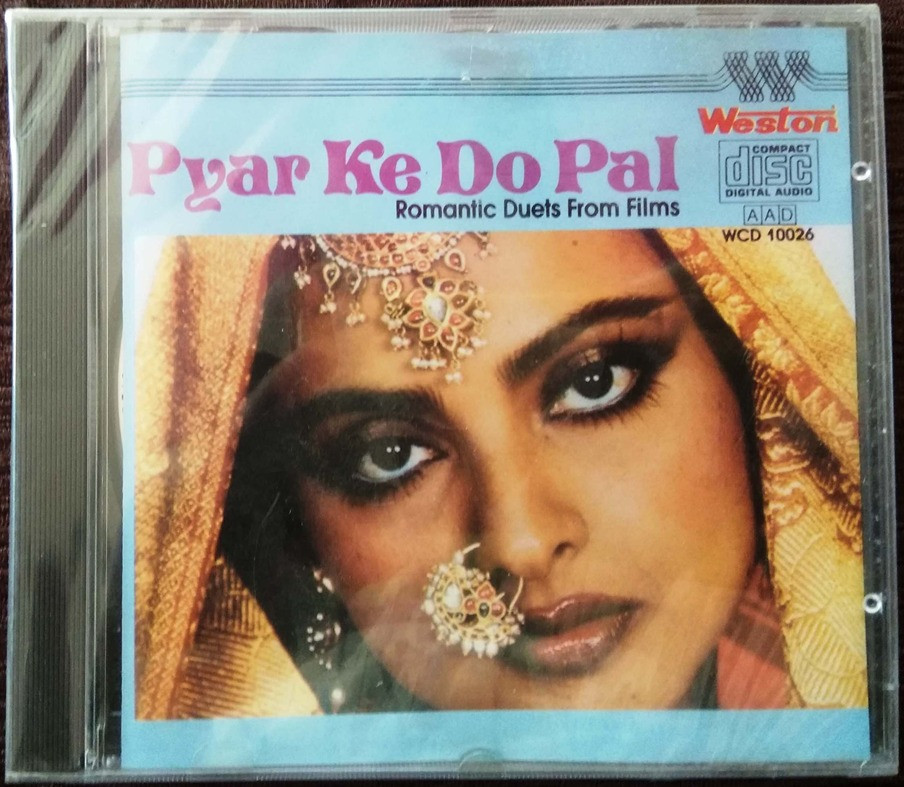 Weston
Pyar Ke Do Pal
Romantic Duets From Films
COMPACT
disc
DIGITAL AUDIO
AAD
WCD 10026